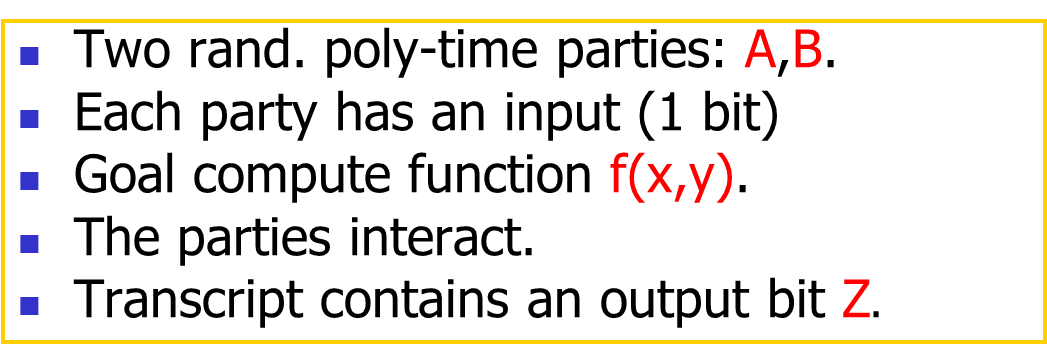 ▪ Two rand. poly-time parties: A,B.
▪ Each party has an input (1 bit)
▪ Goal compute function f(x,y).
▪ The parties interact.
▪ Transcript contains an output bit Z.